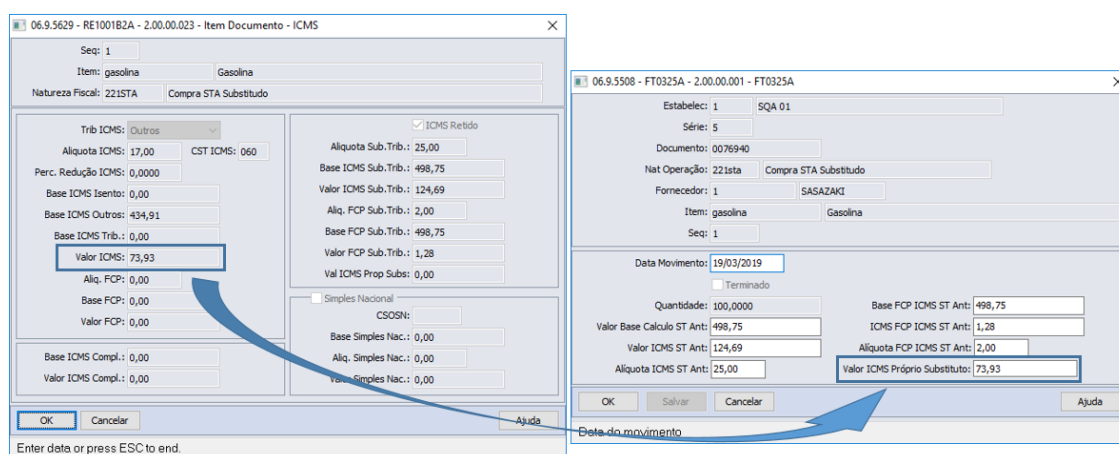 06.9.5629 - RE1001B2A - 2.00.00.023 - Item Documento - ICMS
Seq: 1
Item: gasolina Gasolina
Natureza Fiscal: 221STA Compra STA Substitudo
Trib ICMS: Outros
Aliquota ICMS: 17,00 CST ICMS: 060
Perc. Redução ICMS: 0,0000
Base ICMS Isento: 0,00
Base ICMS Outros: 434,91
Base ICMS Trib.: 0,00
Valor ICMS: 73,93
Aliq. FCP: 0,00
Base FCP: 0,00
Valor FCP: 0,00
Base ICMS Compl.: 0,00
Valor ICMS Compl.: 0,00
ICMS Retido
Aliquota Sub.Trib.: 25,00
Base ICMS Sub.Trib.: 498,75
Valor ICMS Sub.Trib.: 124,69
Aliq. FCP Sub.Trib.: 2,00
Base FCP Sub.Trib.: 498,75
Valor FCP Sub.Trib.: 1,28
Val ICMS Prop Subs: 0,00
Simples Nacional
CSOSN:
Base Simples Nac.: 0,00
Aliq. Simples Nac.: 0,00
Valor Simples Nac.: 0,00
OK Cancelar Ajuda
Enter data or press ESC to end.
06.9.5508 - FT0325A - 2.00.00.001 - FT0325A
Estabelec: 1 SQA 01
Série: 5
Documento: 0076940
Nat Operação: 221sta Compra STA Substitudo
Fornecedor: 1 SASAZAKI
Item: gasolina Gasolina
Seq: 1
Data Movimento: 19/03/2019
Terminado
Quantidade: 100,0000
Valor Base Calculo ST Ant: 498,75
Valor ICMS ST Ant: 124,69
Alíquota ICMS ST Ant: 25,00
Base FCP ICMS ST Ant: 498,75
ICMS FCP ICMS ST Ant: 1,28
Alíquota FCP ICMS ST Ant: 2,00
Valor ICMS Próprio Substituto: 73,93
OK Salvar Cancelar Ajuda
Data do movimento